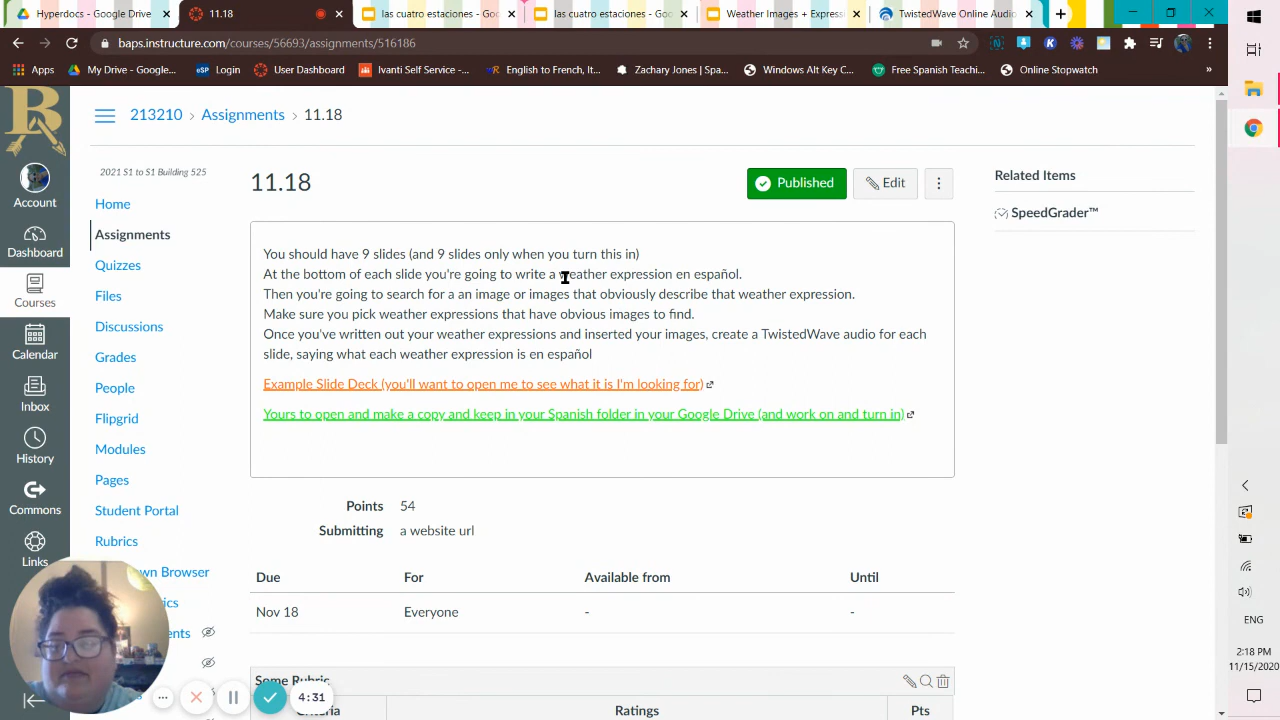 Hyperdocs - Google Drive
11.18
las cuatro estaciones - Goo
las cuatro estaciones - Goo
Weather Images + Expressi
TwistedWave Online Audio
baps.instructure.com/courses/56693/assignments/516186
Apps
My Drive - Google...
Login
User Dashboard
Ivanti Self Service -...
English to French, It...
Zachary Jones | Spa...
Windows Alt Key C...
Free Spanish Teachi...
Online Stopwatch
»
213210 › Assignments › 11.18
2021 S1 to S1 Building 525
11.18
Published
Edit
Related Items
SpeedGrader™
Account
Dashboard
Courses
Calendar
Inbox
History
Commons
Links
Home
Assignments
Quizzes
Files
Discussions
Grades
People
Flipgrid
Modules
Pages
Student Portal
Rubrics
wn Browser
rics
ents
You should have 9 slides (and 9 slides only when you turn this in)
At the bottom of each slide you're going to write a weather expression en español.
Then you're going to search for a an image or images that obviously describe that weather expression.
Make sure you pick weather expressions that have obvious images to find.
Once you've written out your weather expressions and inserted your images, create a TwistedWave audio for each
slide, saying what each weather expression is en español
Example Slide Deck (you'll want to open me to see what it is I'm looking for)
Yours to open and make a copy and keep in your Spanish folder in your Google Drive (and work on and turn in)
Points 54
Submitting a website url
Due For Available from Until
Nov 18 Everyone - -
Some Rubric
Criteria Ratings Pts
4:31
ENG
2:18 PM
11/15/2020